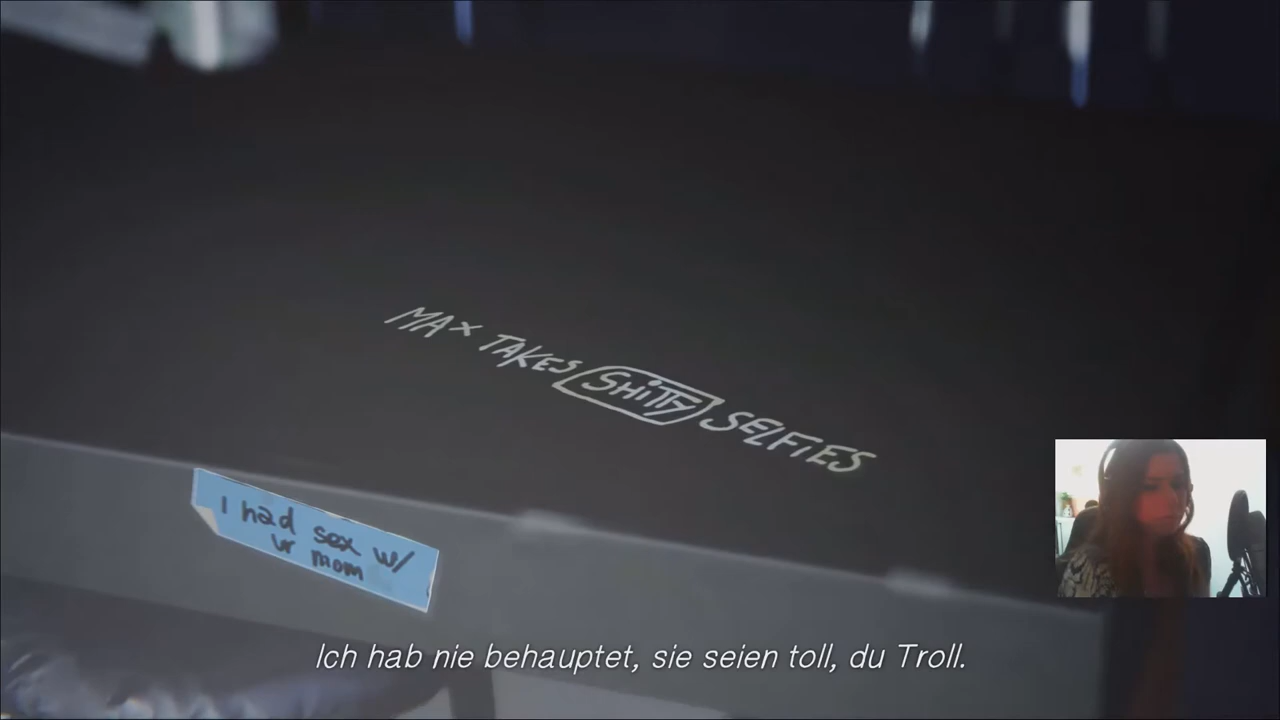 MAX TAKES SHITTY SELFIES
I had sex w/
ur mom
Ich hab nie behauptet, sie seien toll, du Troll.